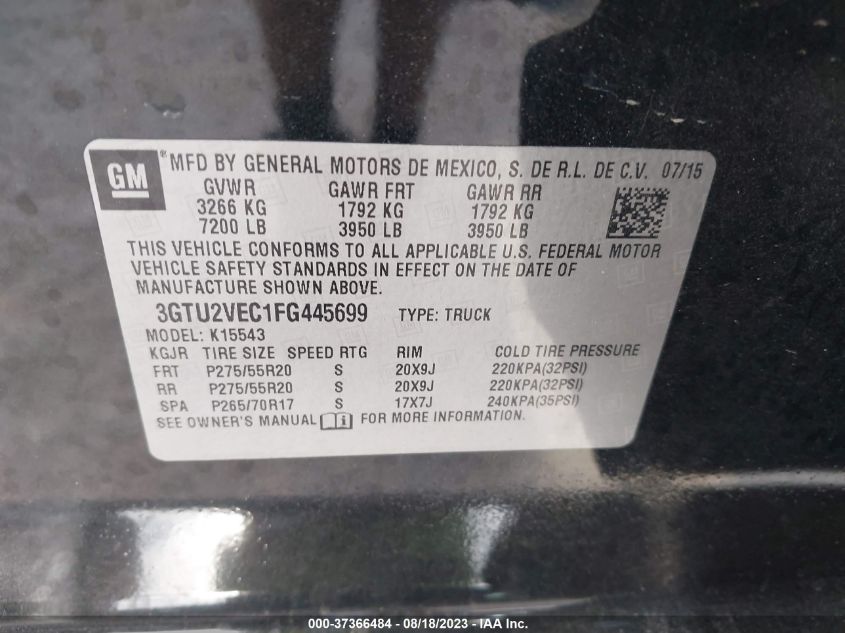 GM ® MFD BY GENERAL MOTORS DE MEXICO, S. DE R.L. DE C.V. 07/15
GVWR GAWR FRT GAWR RR
3266 KG 1792 KG 1792 KG
7200 LB 3950 LB 3950 LB
THIS VEHICLE CONFORMS TO ALL APPLICABLE U.S. FEDERAL MOTOR
VEHICLE SAFETY STANDARDS IN EFFECT ON THE DATE OF
MANUFACTURE SHOWN ABOVE.
3GTU2VEC1FG445699 TYPE: TRUCK
MODEL: K15543
KGJR TIRE SIZE SPEED RTG RIM COLD TIRE PRESSURE
FRT P275/55R20 S 20X9J 220KPA(32PSI)
RR P275/55R20 S 20X9J 220KPA(32PSI)
SPA P265/70R17 S 17X7J 240KPA(35PSI)
SEE OWNER'S MANUAL i FOR MORE INFORMATION.
000-37366484 - 08/18/2023 - IAA Inc.